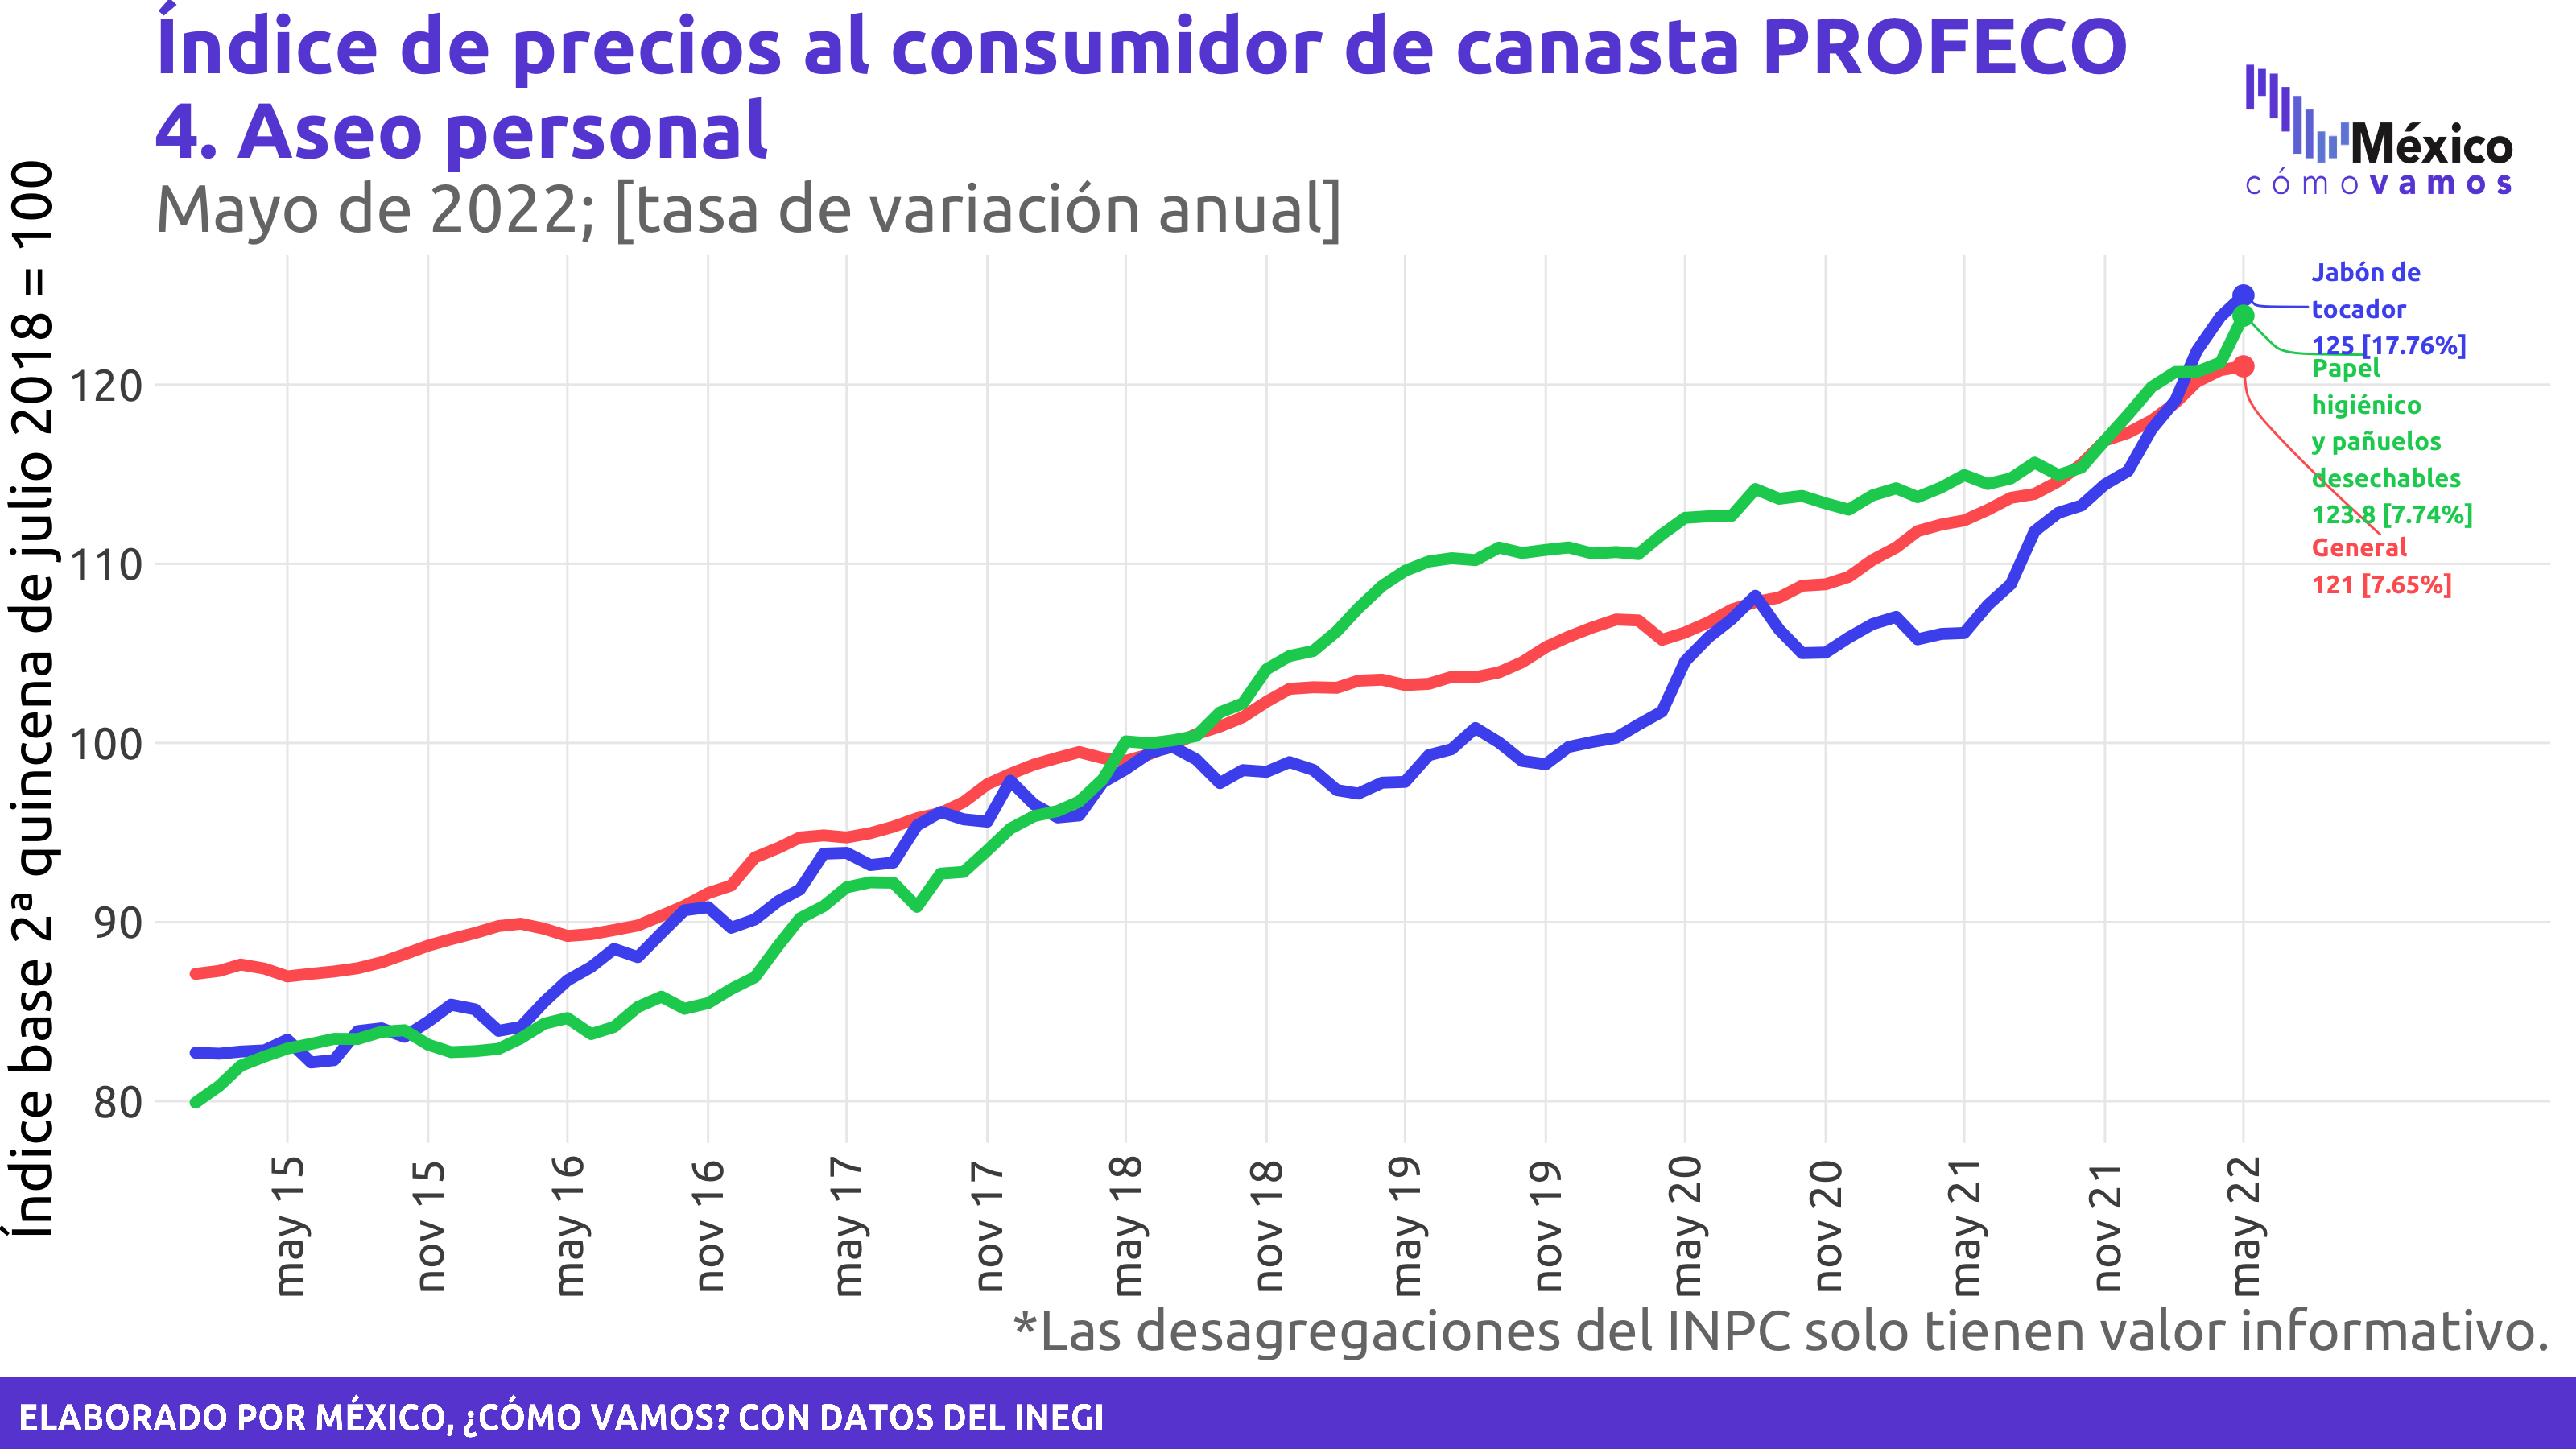 Índice de precios al consumidor de canasta PROFECO
4. Aseo personal
Mayo de 2022; [tasa de variación anual]
México
cómo vamos
Índice base 2ª quincena de julio 2018 = 100
120
110
100
90
80
Jabón de
tocador
125 [17.76%]
Papel
higiénico
y pañuelos
desechables
123.8 [7.74%]
General
121 [7.65%]
may 15
nov 15
may 16
nov 16
may 17
nov 17
may 18
nov 18
may 19
nov 19
may 20
nov 20
may 21
nov 21
may 22
*Las desagregaciones del INPC solo tienen valor informativo.
ELABORADO POR MÉXICO, ¿CÓMO VAMOS? CON DATOS DEL INEGI